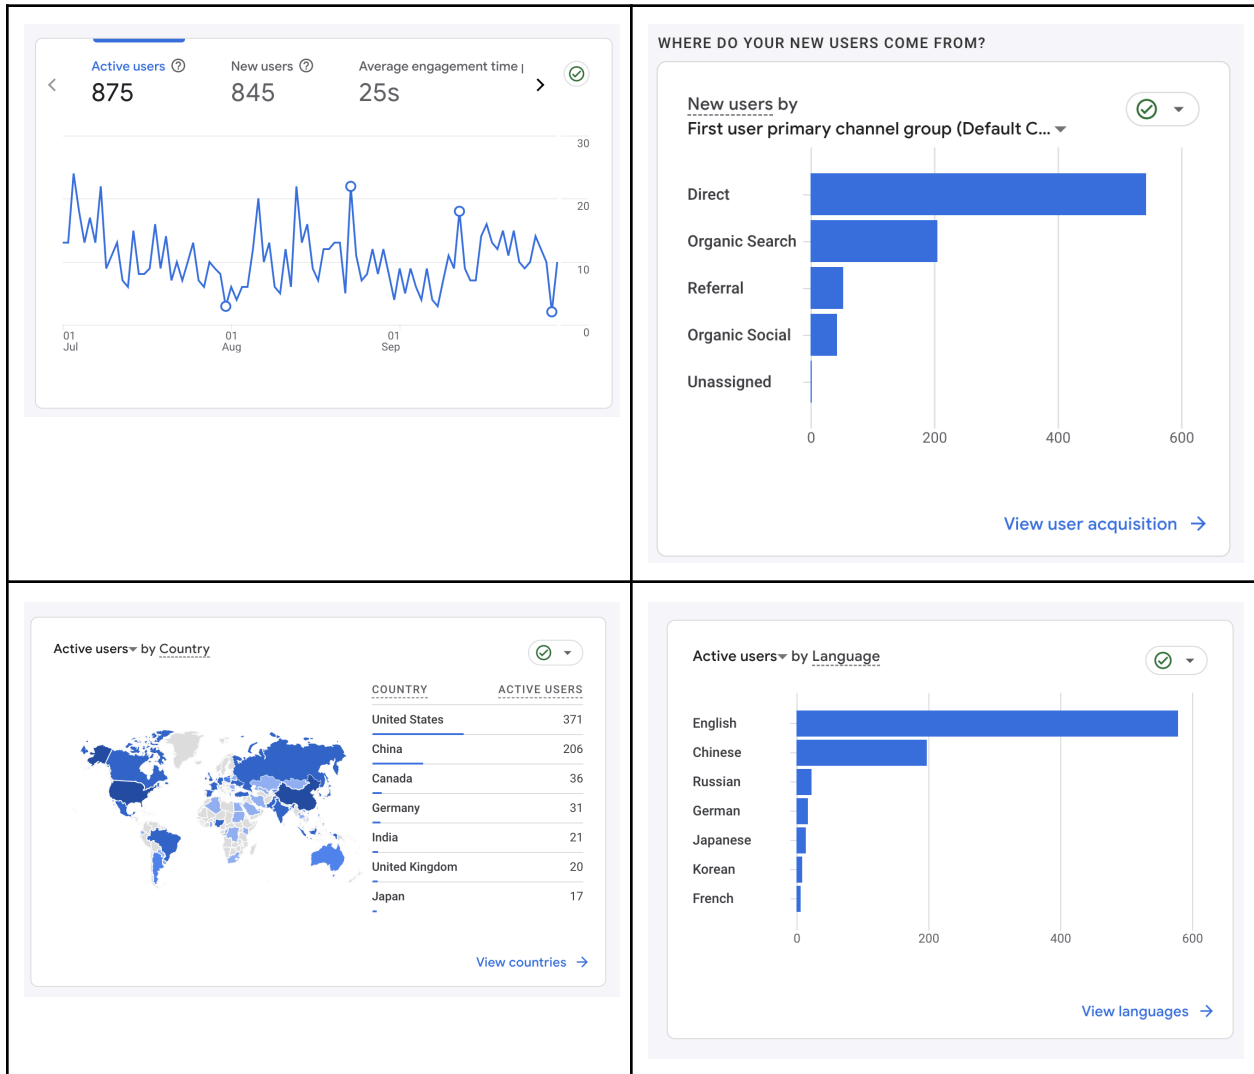 Active users
New users
Average engagement time
875
845
25s
30
20
10
0
01
Jul
01
Aug
01
Sep
WHERE DO YOUR NEW USERS COME FROM?
New users by
First user primary channel group (Default C...
Direct
Organic Search
Referral
Organic Social
Unassigned
0 200 400 600
View user acquisition
Active users by Country
COUNTRY ACTIVE USERS
United States 371
China 206
Canada 36
Germany 31
India 21
United Kingdom 20
Japan 17
View countries
Active users by Language
English
Chinese
Russian
German
Japanese
Korean
French
0 200 400 600
View languages